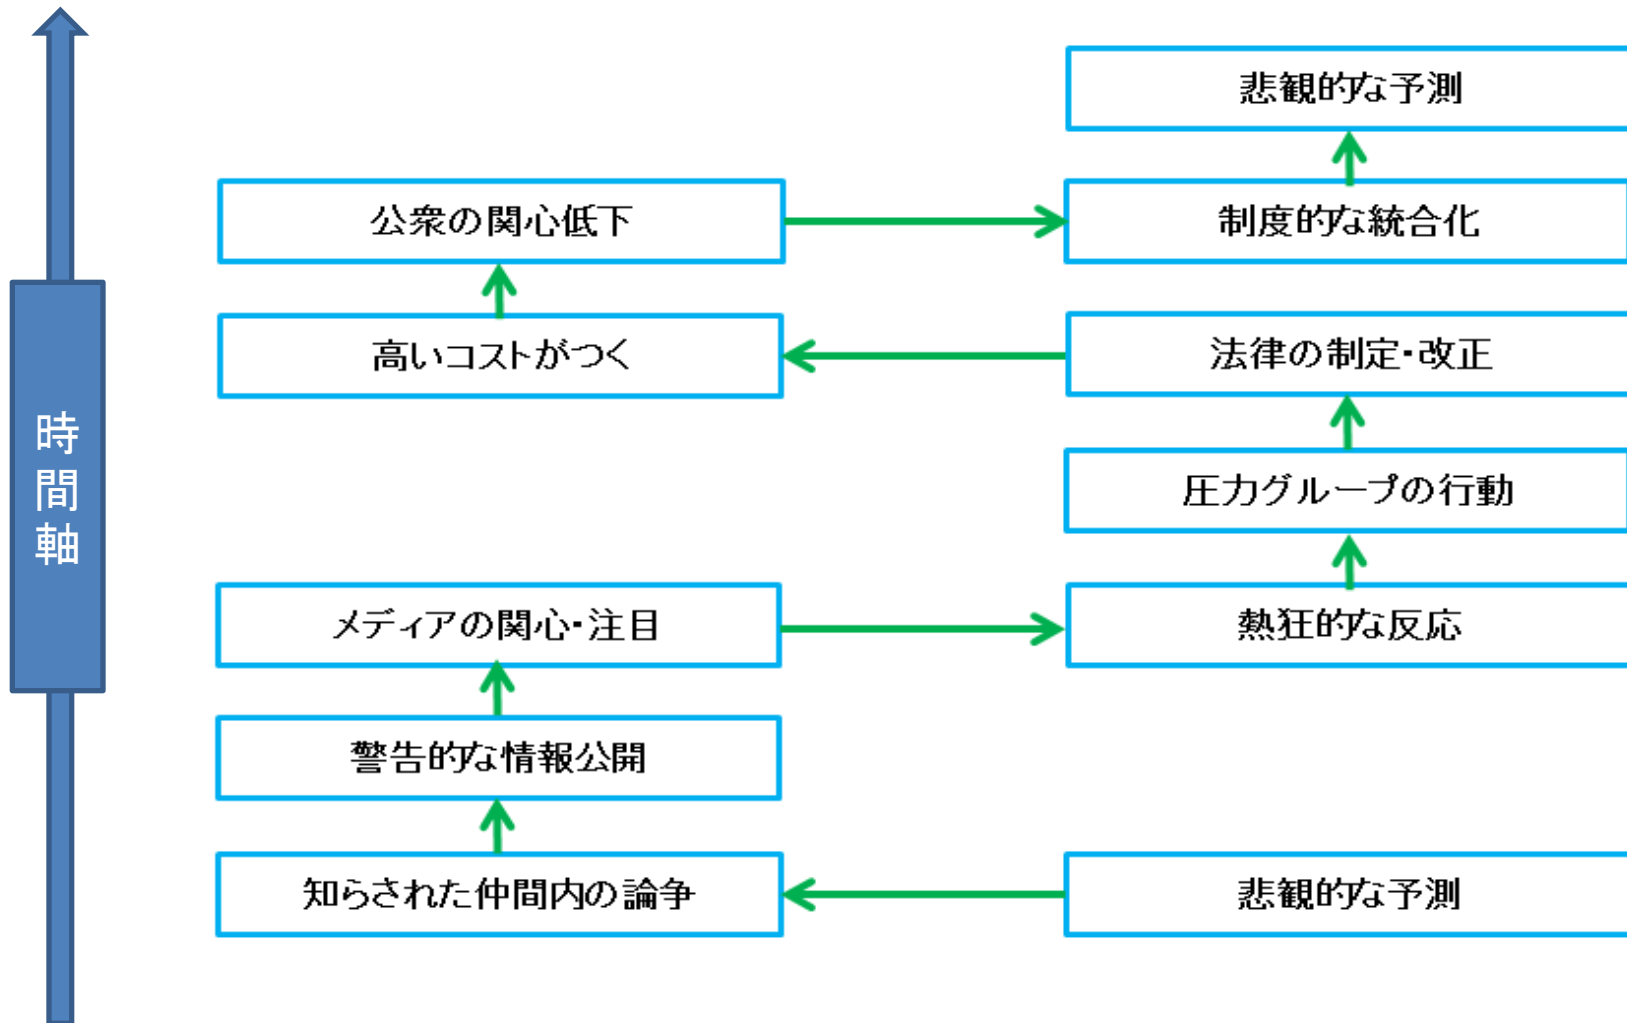 悲観的な予測
公衆の関心低下
制度的な統合化
高いコストがつく
法律の制定・改正
時間軸
圧力グループの行動
メディアの関心・注目
熱狂的な反応
警告的な情報公開
知らされた仲間内の論争
悲観的な予測